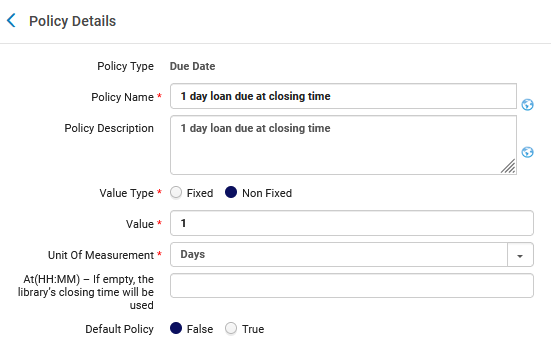 Policy Details
Policy Type Due Date
Policy Name * 1 day loan due at closing time
Policy Description 1 day loan due at closing time
Value Type * Fixed Non Fixed
Value * 1
Unit Of Measurement * Days
At(HH:MM) – If empty, the
library's closing time will be
used
Default Policy False True